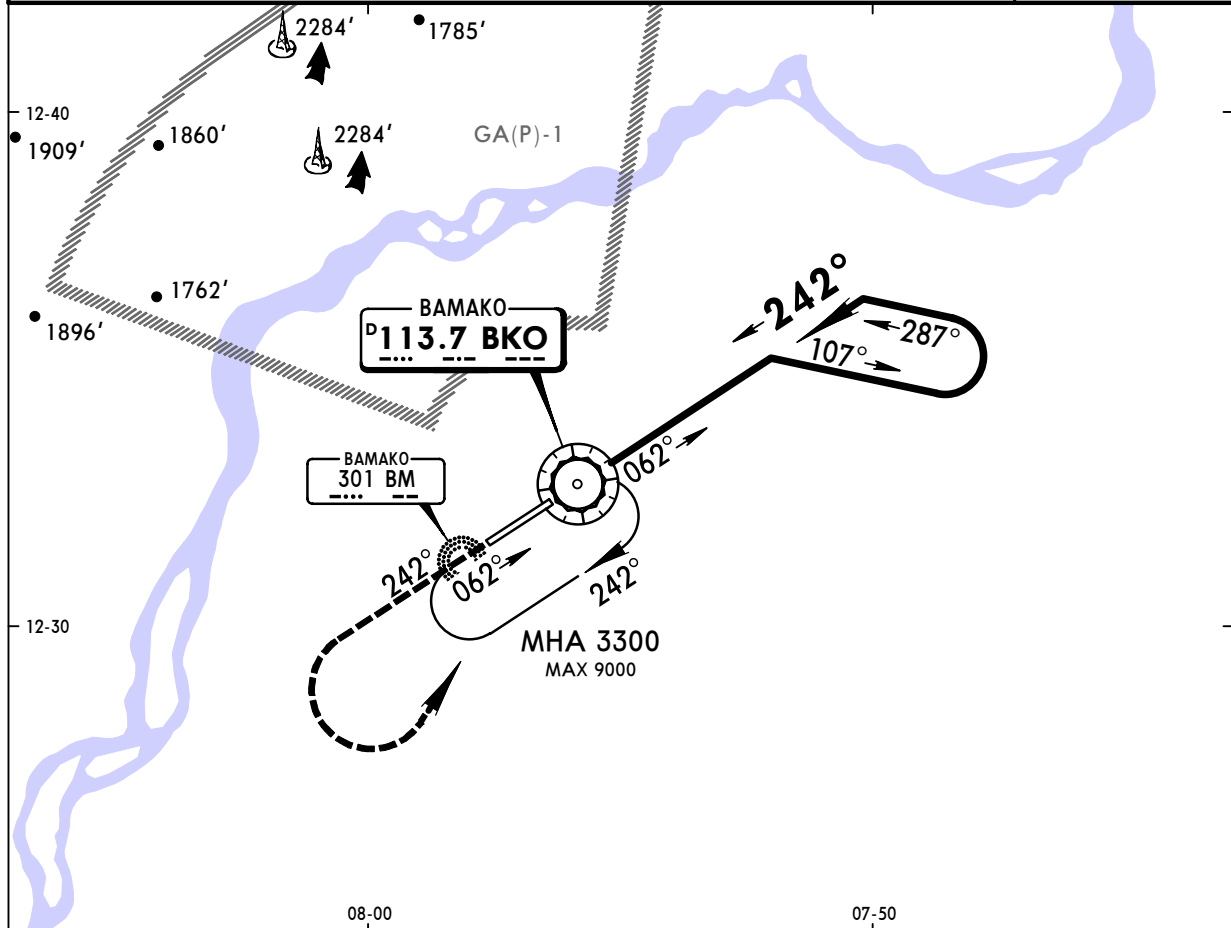 2284'
1785'
12-40
1909'
1860'
2284'
GA(P)-1
1762'
1896'
BAMAKO
D113.7 BKO
242°
287°
107°
062°
BAMAKO
301 BM
242°
062°
242°
12-30
MHA 3300
MAX 9000
08-00
07-50